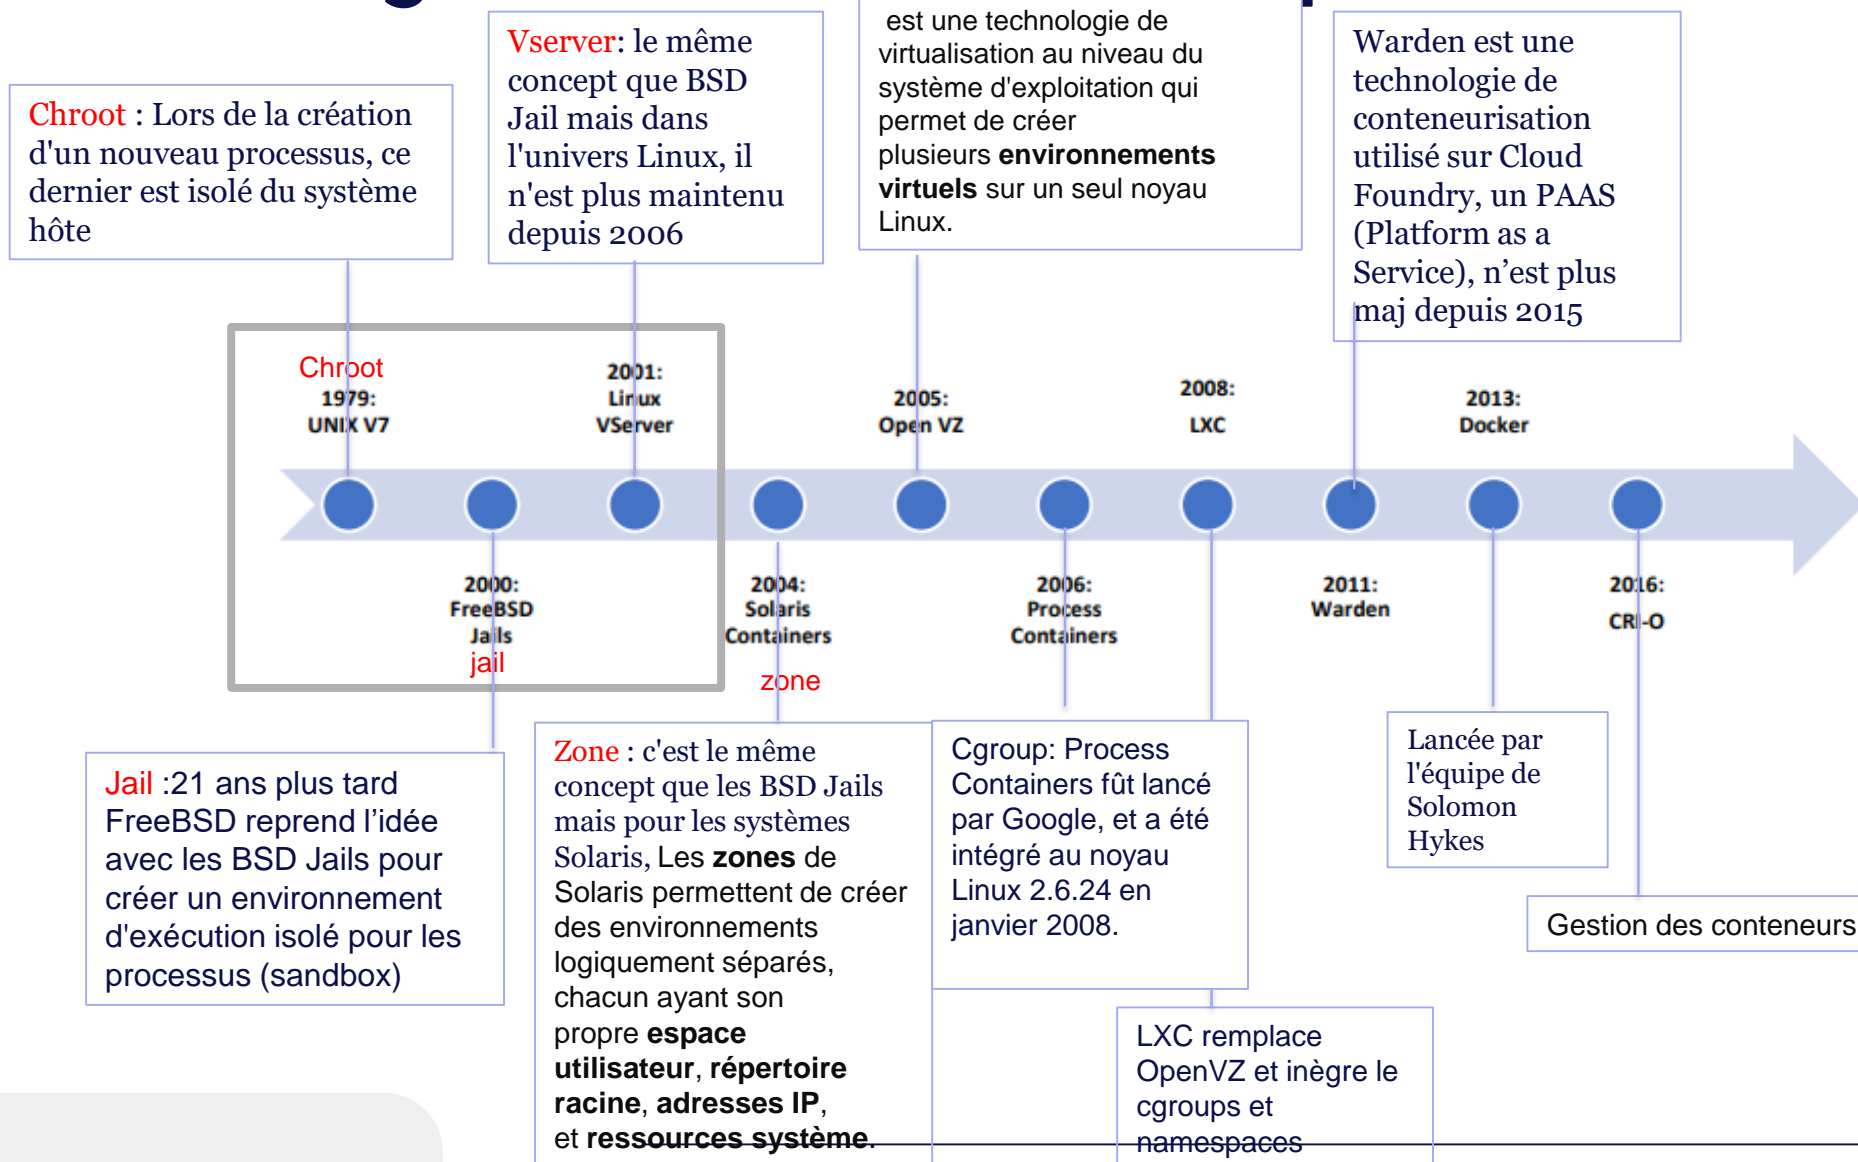 Vserver: le même
concept que BSD
Jail mais dans
l'univers Linux, il
n'est plus maintenu
depuis 2006
est une technologie de
virtualisation au niveau du
système d'exploitation qui
permet de créer
plusieurs environnements
virtuels sur un seul noyau
Linux.
Warden est une
technologie de
conteneurisation
utilisé sur Cloud
Foundry, un PAAS
(Platform as a
Service), n’est plus
maj depuis 2015
Chroot : Lors de la création
d'un nouveau processus, ce
dernier est isolé du système
hôte
Chroot
1979:
UNIX V7
2001:
Linux
VServer
2005:
Open VZ
2008:
LXC
2013:
Docker
2000:
FreeBSD
Jails
jail
2004:
Solaris
Containers
zone
2006:
Process
Containers
2011:
Warden
2016:
CRI-O
Jail :21 ans plus tard
FreeBSD reprend l’idée
avec les BSD Jails pour
créer un environnement
d'exécution isolé pour les
processus (sandbox)
Zone : c'est le même
concept que les BSD Jails
mais pour les systèmes
Solaris, Les zones de
Solaris permettent de créer
des environnements
logiquement séparés,
chacun ayant son
propre espace
utilisateur, répertoire
racine, adresses IP,
et ressources système.
Cgroup: Process
Containers fût lancé
par Google, et a été
intégré au noyau
Linux 2.6.24 en
janvier 2008.
LXC remplace
OpenVZ et inègre le
cgroups et
namespaces
Lancée par
l'équipe de
Solomon
Hykes
Gestion des conteneurs